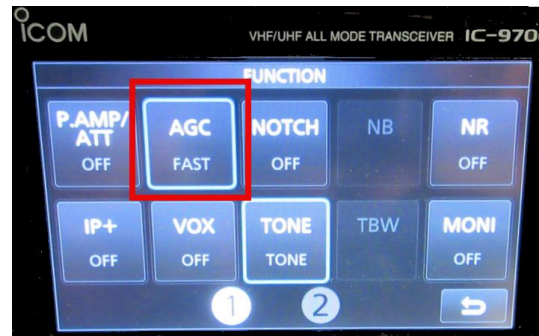 ICOM
VHF/UHF ALL MODE TRANSCEIVER IC-970
FUNCTION
P.AMP/
ATT
OFF
AGC
FAST
NOTCH
OFF
NB
NR
OFF
IP+
OFF
VOX
OFF
TONE
TONE
TBW
MONI
OFF
1
2